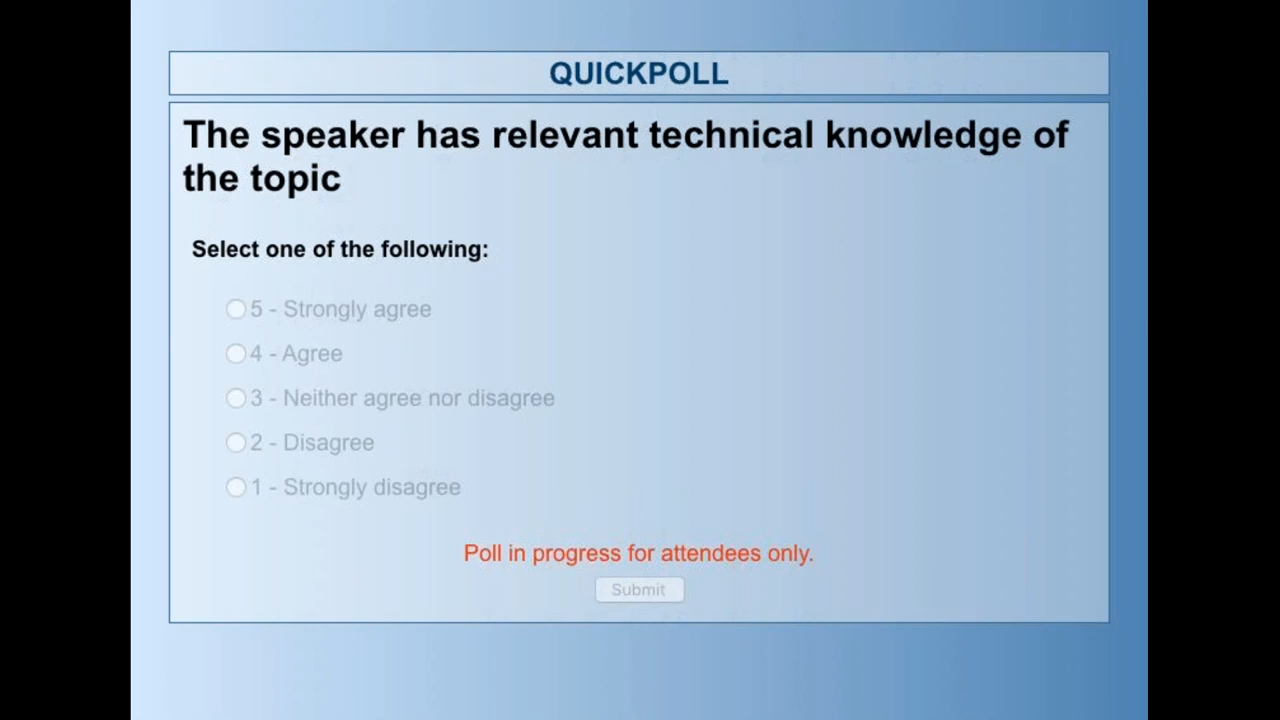 QUICKPOLL
The speaker has relevant technical knowledge of
the topic
Select one of the following:
5 - Strongly agree
4 - Agree
3 - Neither agree nor disagree
2 - Disagree
1 - Strongly disagree
Poll in progress for attendees only.
Submit